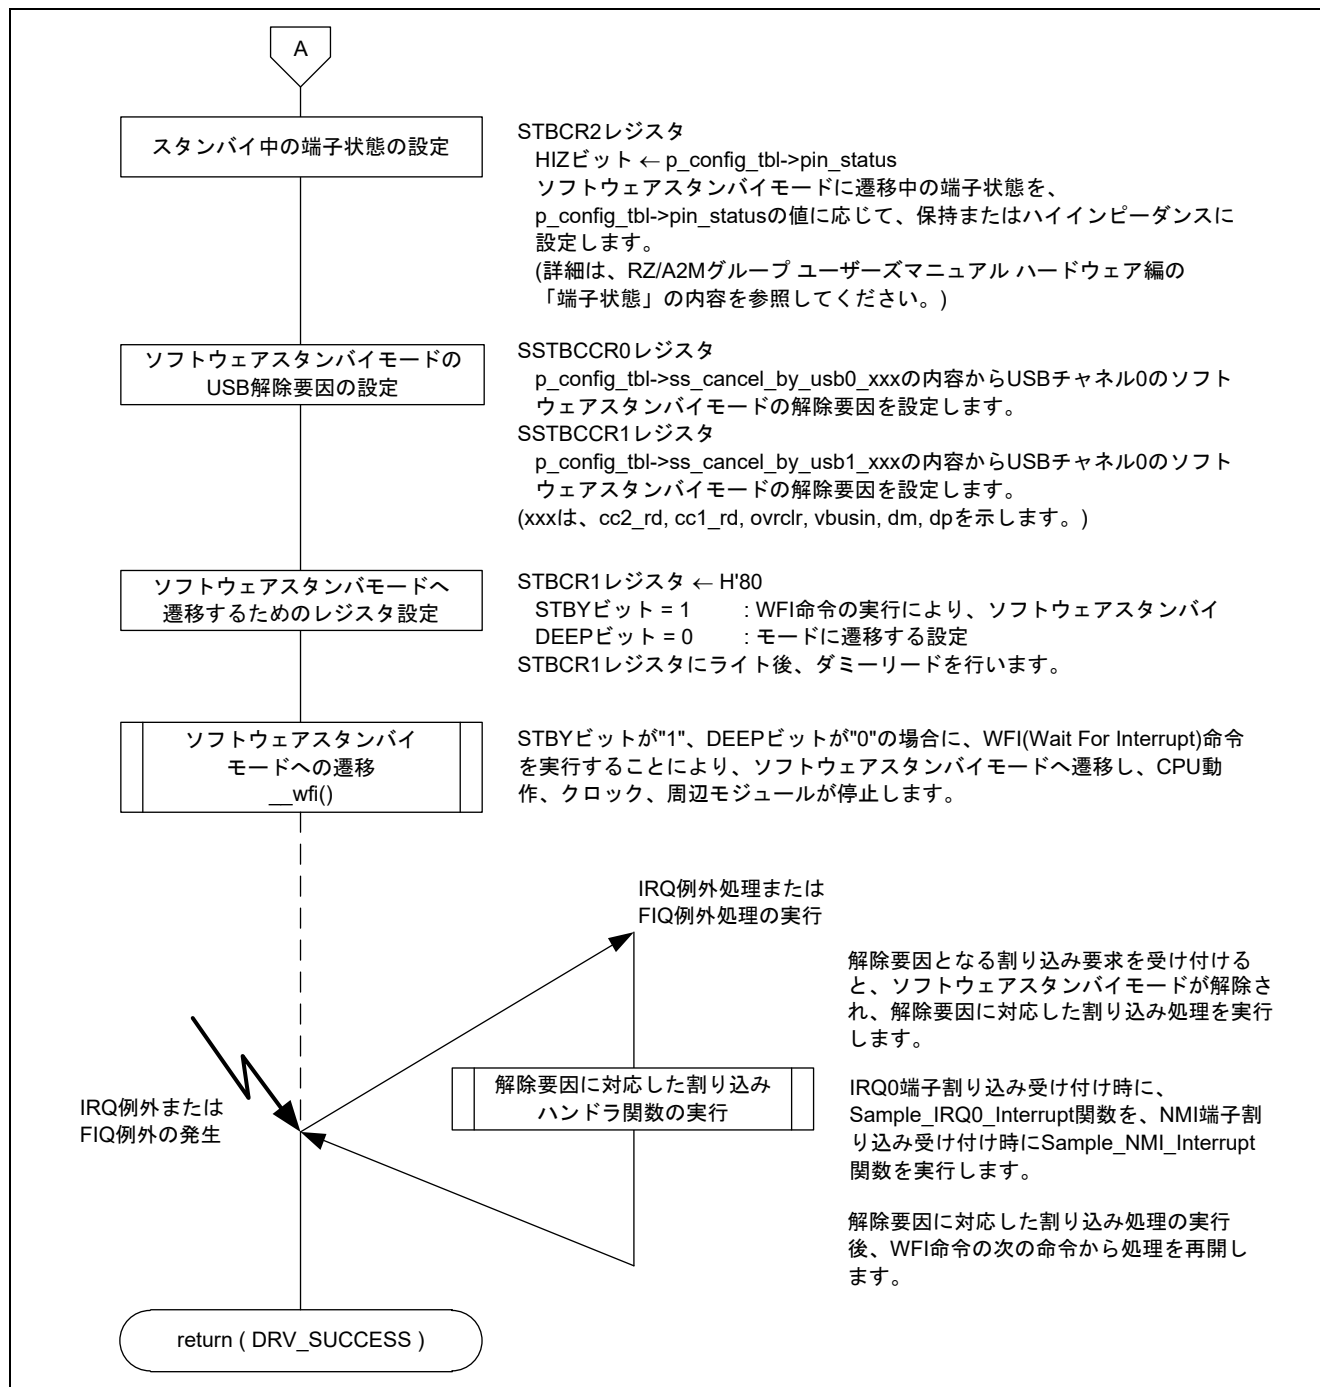 A
スタンバイ中の端子状態の設定
STBCR2レジスタ
HIZビット ← p_config_tbl->pin_status
ソフトウェアスタンバイモードに遷移中の端子状態を、
p_config_tbl->pin_statusの値に応じて、保持またはハイインピーダンスに
設定します。
(詳細は、RZ/A2Mグループ ユーザーズマニュアル ハードウェア編の
「端子状態」の内容を参照してください。)
ソフトウェアスタンバイモードの
USB解除要因の設定
SSTBCCR0レジスタ
p_config_tbl->ss_cancel_by_usb0_xxxの内容からUSBチャネル0のソフト
ウェアスタンバイモードの解除要因を設定します。
SSTBCCR1レジスタ
p_config_tbl->ss_cancel_by_usb1_xxxの内容からUSBチャネル0のソフト
ウェアスタンバイモードの解除要因を設定します。
(xxxは、cc2_rd, cc1_rd, ovrclr, vbusin, dm, dpを示します。)
ソフトウェアスタンバモードへ
遷移するためのレジスタ設定
STBCR1レジスタ ← H'80
STBYビット = 1 : WFI命令の実行により、ソフトウェアスタンバイ
DEEPビット = 0 : モードに遷移する設定
STBCR1レジスタにライト後、ダミーリードを行います。
ソフトウェアスタンバイ
モードへの遷移
__wfi()
STBYビットが"1"、DEEPビットが"0"の場合に、WFI(Wait For Interrupt)命令
を実行することにより、ソフトウェアスタンバイモードへ遷移し、CPU動
作、クロック、周辺モジュールが停止します。
IRQ例外処理または
FIQ例外処理の実行
解除要因となる割り込み要求を受け付ける
と、ソフトウェアスタンバイモードが解除さ
れ、解除要因に対応した割り込み処理を実行
します。
解除要因に対応した割り込み
ハンドラ関数の実行
IRQ例外または
FIQ例外の発生
IRQ0端子割り込み受け付け時に、
Sample_IRQ0_Interrupt関数を、NMI端子割
り込み受け付け時にSample_NMI_Interrupt
関数を実行します。
解除要因に対応した割り込み処理の実行
後、WFI命令の次の命令から処理を再開し
ます。
return ( DRV_SUCCESS )